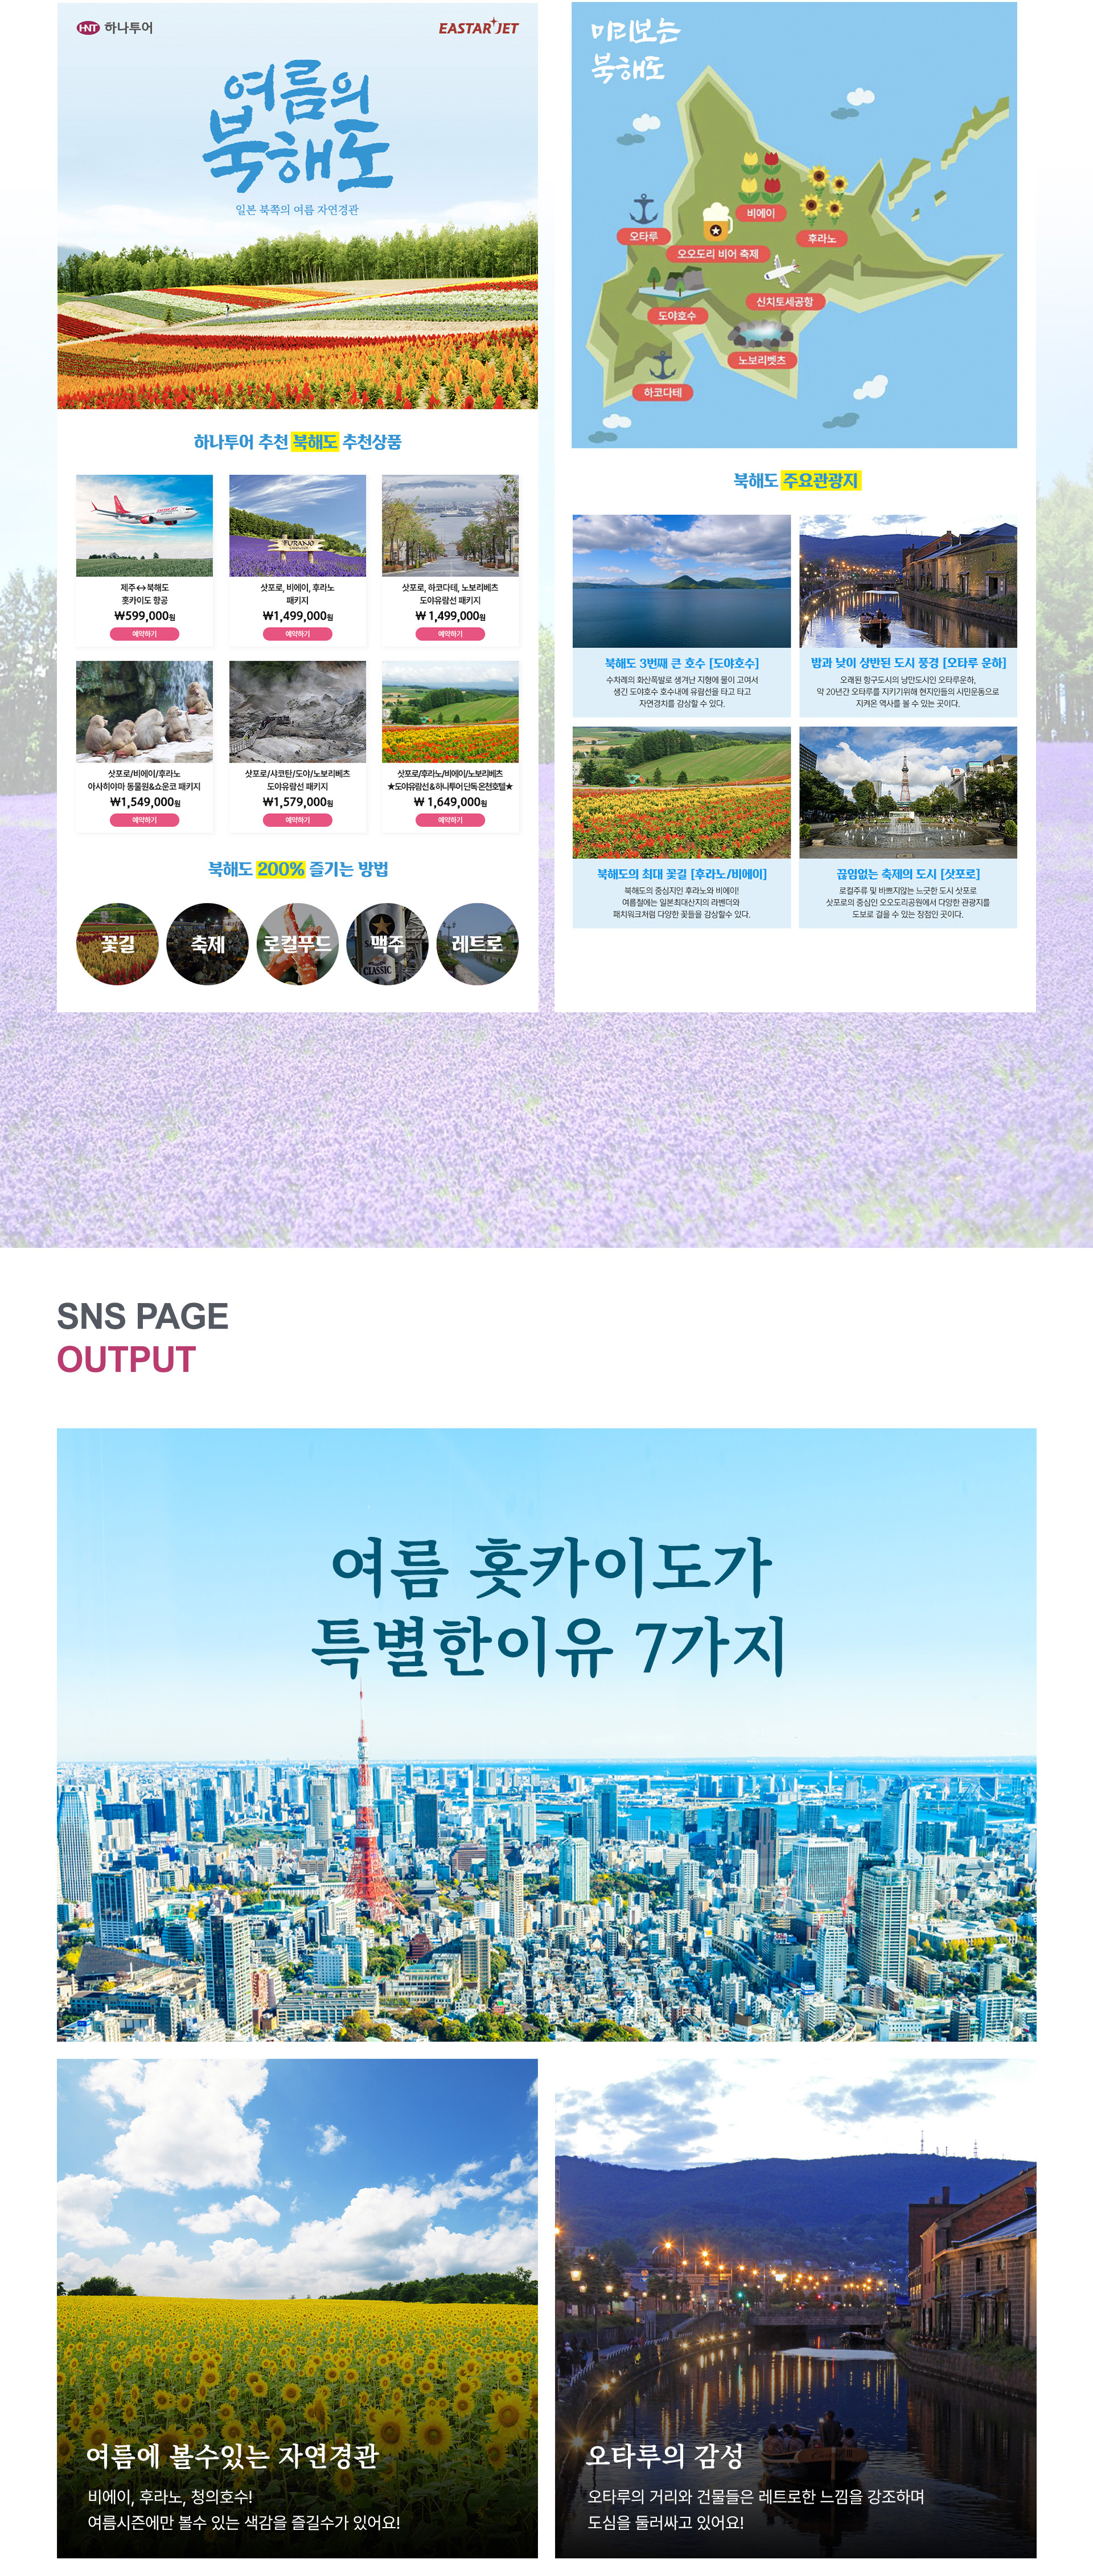 HNT 하나투어
EASTAR JET
여름의
북해도
일본 북쪽의 여름 자연경관
하나투어 추천 북해도 추천상품
제주↔북해도
홋카이도 항공
₩599,000원
예약하기
삿포로, 비에이, 후라노
패키지
₩1,499,000원
예약하기
삿포로, 하코다테, 노보리베츠
도야유람선 패키지
₩ 1,499,000원
예약하기
삿포로/비에이/후라노
아사히야마 동물원&쇼운코 패키지
₩1,549,000원
예약하기
삿포로/샤코탄/도야/노보리베츠
도야유람선 패키지
₩1,579,000원
예약하기
삿포로/후라노/비에이/노보리베츠
★도야유람선&하나투어단독 온천호텔★
₩ 1,649,000원
예약하기
북해도 200% 즐기는 방법
꽃길
축제
로컬푸드
맥주
CLASSIC
레트로
미리보는
북해도
비에이
오타루
후라노
오오도리 비어 축제
신치토세공항
도야호수
노보리벳츠
하코다테
북해도 주요관광지
FURANO
북해도 3번째 큰 호수 [도야호수]
수차례의 화산폭발로 생겨난 지형에 물이 고여서
생긴 도야호수 호수내에 유람선을 타고 타고
자연경치를 감상할 수 있다.
밤과 낮이 상반된 도시 풍경 [오타루 운하]
오래된 항구도시의 낭만도시인 오타루운하,
약 20년간 오타루를 지키기위해 현지인들의 시민운동으로
지켜온 역사를 볼 수 있는 곳이다.
북해도의 최대 꽃길 [후라노/비에이]
북해도의 중심지인 후라노와 비에이!
여름철에는 일본최대산지의 라벤더와
패치워크처럼 다양한 꽃들을 감상할수 있다.
끊임없는 축제의 도시 [삿포로]
로컬주류 및 바쁘지않는 느긋한 도시 삿포로
삿포로의 중심인 오오도리공원에서 다양한 관광지를
도보로 걸을 수 있는 장점인 곳이다.
SNS PAGE
OUTPUT
여름 홋카이도가
특별한이유 7가지
여름에 볼수있는 자연경관
비에이, 후라노, 청의호수!
여름시즌에만 볼수 있는 색감을 즐길수가 있어요!
오타루의 감성
오타루의 거리와 건물들은 레트로한 느낌을 강조하며
도심을 둘러싸고 있어요!